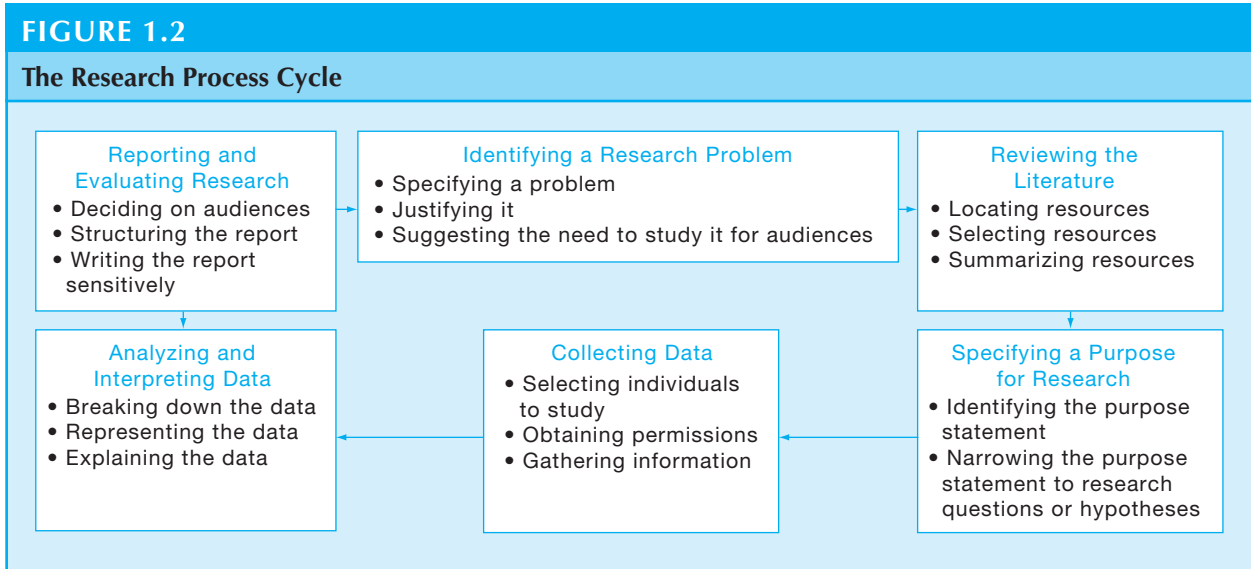 FIGURE 1.2
The Research Process Cycle
Reporting and
Evaluating Research
• Deciding on audiences
• Structuring the report
• Writing the report
sensitively
Identifying a Research Problem
• Specifying a problem
• Justifying it
• Suggesting the need to study it for audiences
Reviewing the
Literature
• Locating resources
• Selecting resources
• Summarizing resources
Analyzing and
Interpreting Data
• Breaking down the data
• Representing the data
• Explaining the data
Collecting Data
• Selecting individuals
to study
• Obtaining permissions
• Gathering information
Specifying a Purpose
for Research
• Identifying the purpose
statement
• Narrowing the purpose
statement to research
questions or hypotheses